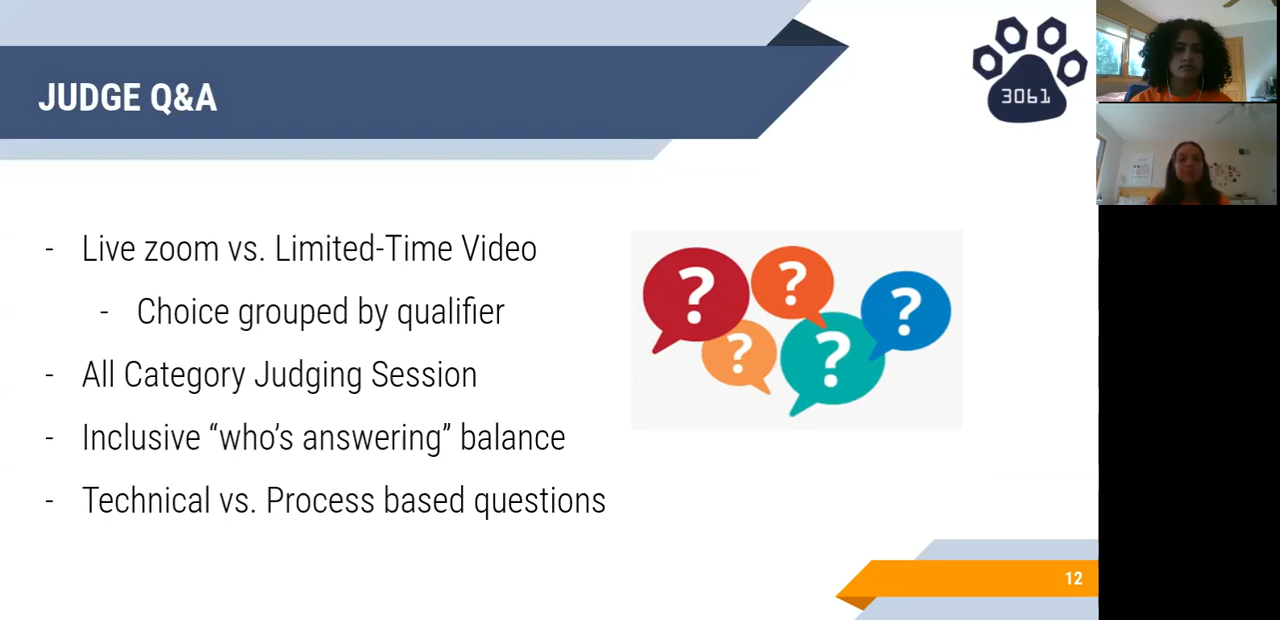 JUDGE Q&A
3061
- Live zoom vs. Limited-Time Video
- Choice grouped by qualifier
- All Category Judging Session
- Inclusive “who’s answering” balance
- Technical vs. Process based questions
? ? ? ? ?
12